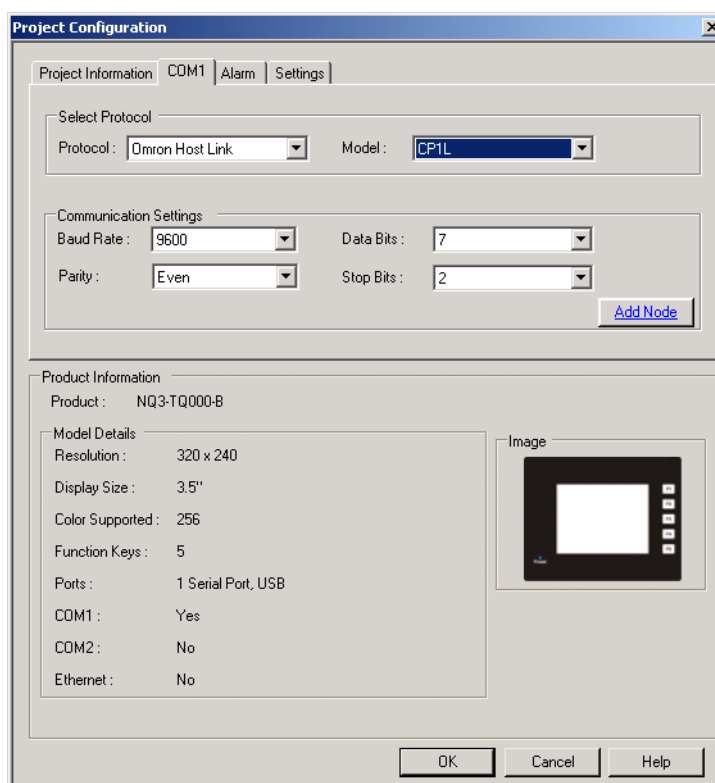 Project Configuration
Project Information COM1 Alarm Settings
Select Protocol
Protocol : Omron Host Link Model : CP1L
Communication Settings
Baud Rate : 9600 Data Bits : 7
Parity : Even Stop Bits : 2
Add Node
Product Information
Product : NQ3-TQ000-B
Model Details
Resolution : 320 x 240
Display Size : 3.5"
Color Supported : 256
Function Keys : 5
Ports : 1 Serial Port, USB
COM1 : Yes
COM2 : No
Ethernet : No
Image
OK Cancel Help